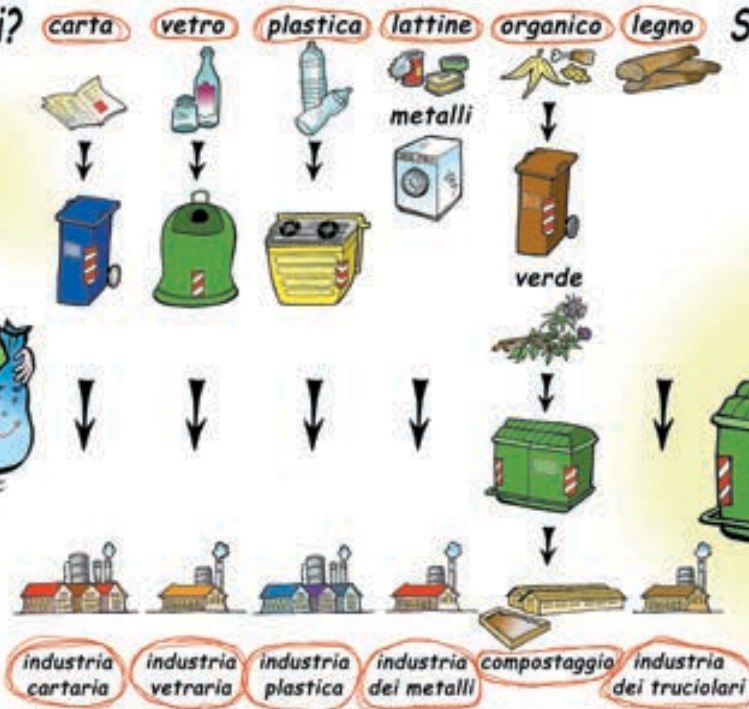 i?
carta
vetro
plastica
lattine
organico
legno
S
metalli
verde
industria
cartaria
industria
vetraria
industria
plastica
industria
dei metalli
compostaggio
industria
dei truciolari